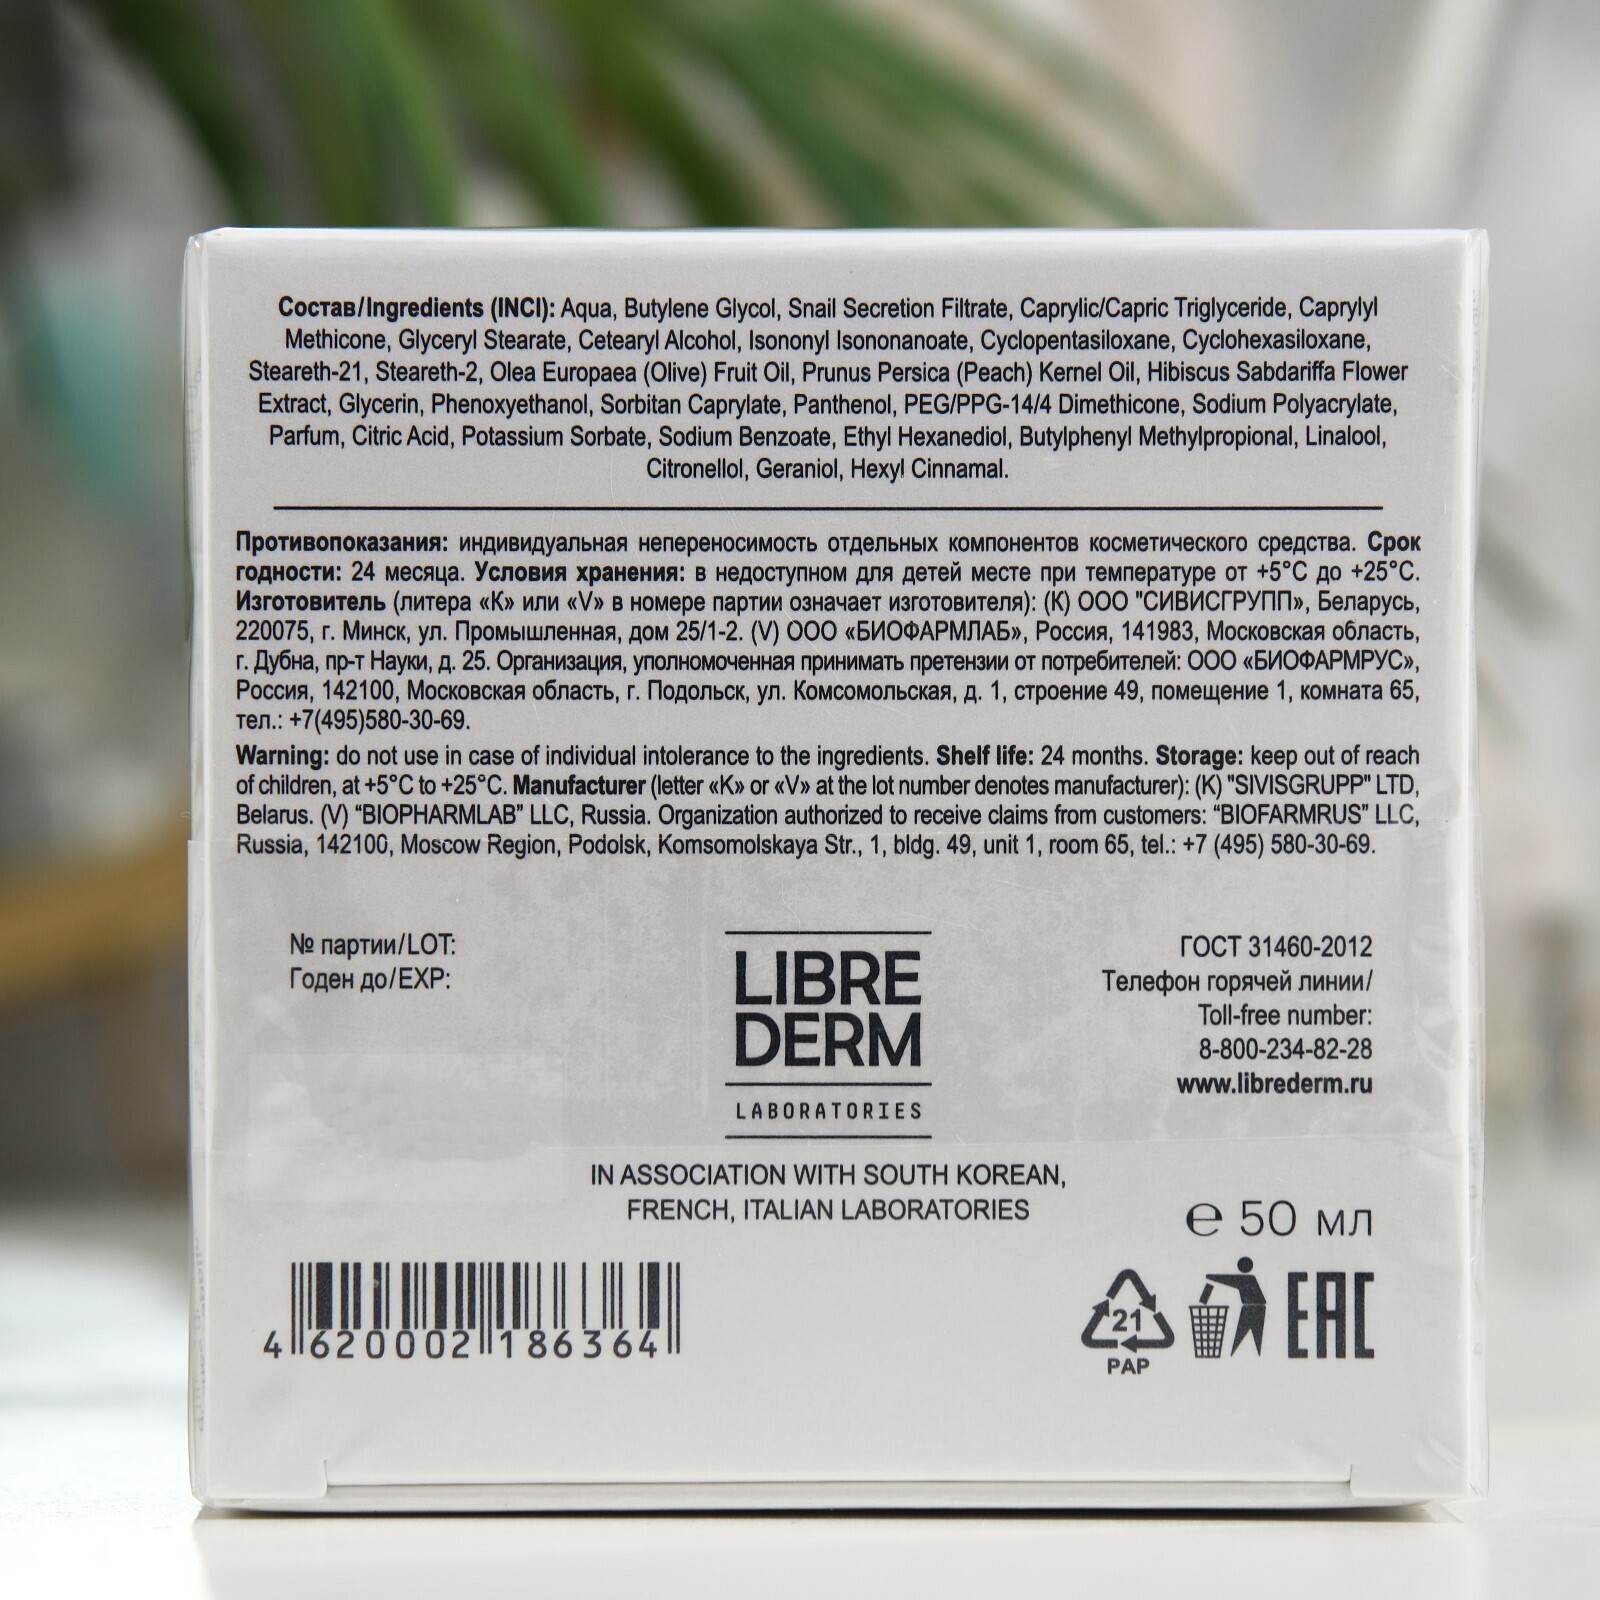 Состав/Ingredients (INCI): Aqua, Butylene Glycol, Snail Secretion Filtrate, Caprylic/Capric Triglyceride, Caprylyl
Methicone, Glyceryl Stearate, Cetearyl Alcohol, Isononyl Isononanoate, Cyclopentasiloxane, Cyclohexasiloxane,
Steareth-21, Steareth-2, Olea Europaea (Olive) Fruit Oil, Prunus Persica (Peach) Kernel Oil, Hibiscus Sabdariffa Flower
Extract, Glycerin, Phenoxyethanol, Sorbitan Caprylate, Panthenol, PEG/PPG-14/4 Dimethicone, Sodium Polyacrylate,
Parfum, Citric Acid, Potassium Sorbate, Sodium Benzoate, Ethyl Hexanediol, Butylphenyl Methylpropional, Linalool,
Citronellol, Geraniol, Hexyl Cinnamal.
Противопоказания: индивидуальная непереносимость отдельных компонентов косметического средства. Срок
годности: 24 месяца. Условия хранения: в недоступном для детей месте при температуре от +5°C до +25°C.
Изготовитель (литера «К» или «V» в номере партии означает изготовителя): (К) ООО "СИВИСГРУПП», Беларусь,
220075, г. Минск, ул. Промышленная, дом 25/1-2. (V) ООО «БИОФАРМЛАБ», Россия, 141983, Московская область,
г. Дубна, пр-т Науки, д. 25. Организация, уполномоченная принимать претензии от потребителей: ООО «БИОФАРМРУС»,
Россия, 142100, Московская область, г. Подольск, ул. Комсомольская, д. 1, строение 49, помещение 1, комната 65,
тел.: +7(495)580-30-69.
Warning: do not use in case of individual intolerance to the ingredients. Shelf life: 24 months. Storage: keep out of reach
of children, at +5°C to +25°C. Manufacturer (letter «K» or «V» at the lot number denotes manufacturer): (K) "SIVISGRUPP" LTD,
Belarus. (V) “BIOPHARMLAB” LLC, Russia. Organization authorized to receive claims from customers: “BIOFARMRUS” LLC,
Russia, 142100, Moscow Region, Podolsk, Komsomolskaya Str., 1, bldg. 49, unit 1, room 65, tel.: +7 (495) 580-30-69.
№ партии/LOT:
Годен до/EXP:
LIBRE
DERM
LABORATORIES
IN ASSOCIATION WITH SOUTH KOREAN,
FRENCH, ITALIAN LABORATORIES
ГОСТ 31460-2012
Телефон горячей линии/
Toll-free number:
8-800-234-82-28
www.librederm.ru
℮ 50 мл
4 620002 186364
21
PAP
EAC